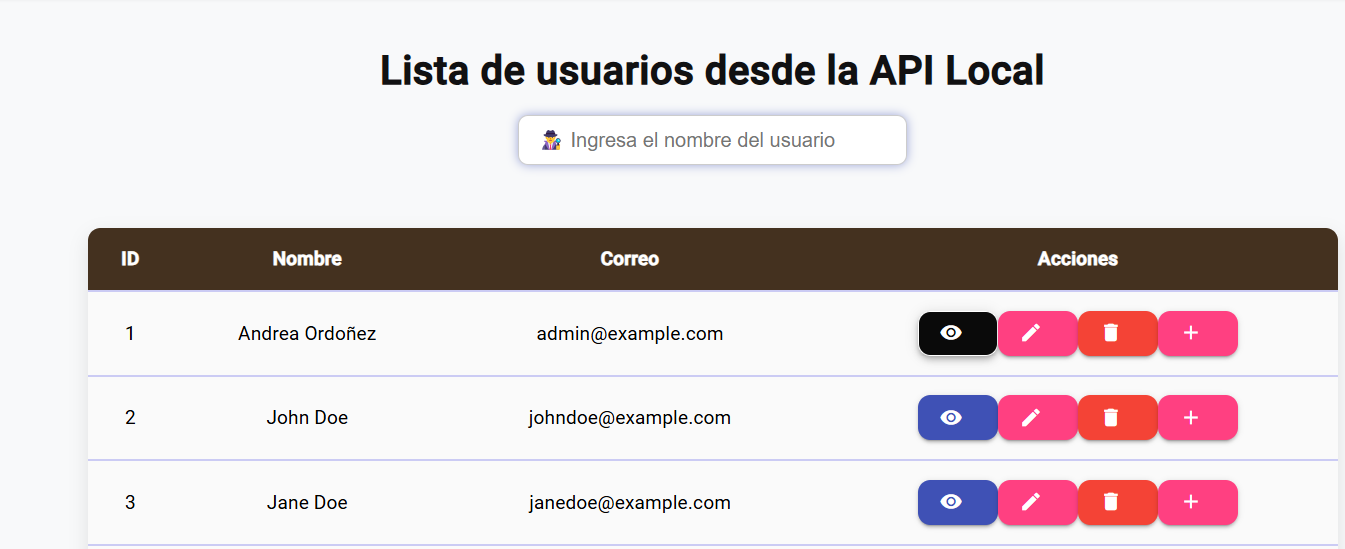 Lista de usuarios desde la API Local
Ingresa el nombre del usuario
ID Nombre Correo Acciones
1 Andrea Ordoñez admin@example.com
2 John Doe johndoe@example.com
3 Jane Doe janedoe@example.com